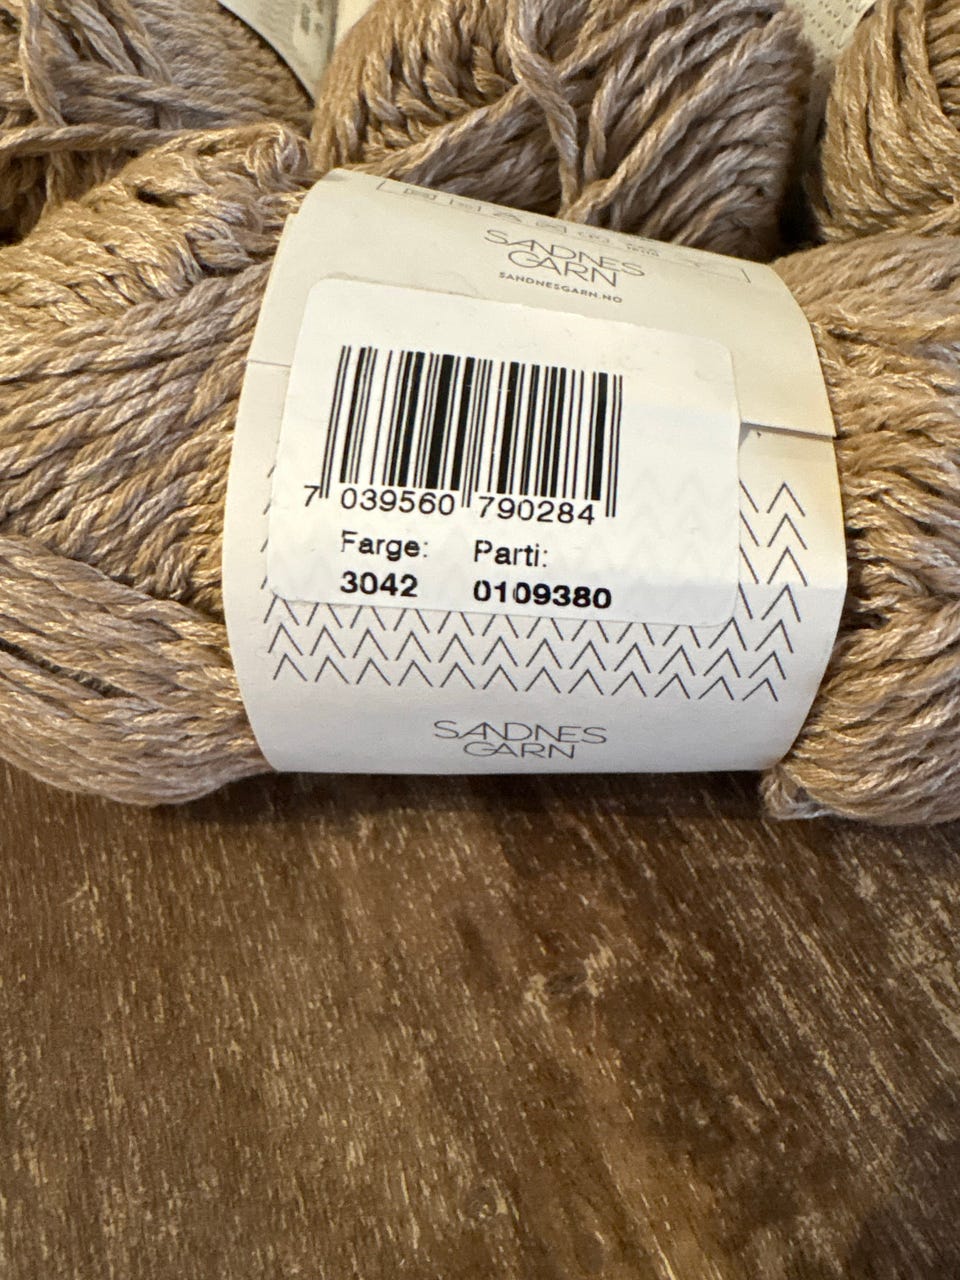 SANDNES
GARN
SANDNESGARN.NO
7 039560 790284
Farge: Parti:
3042 0109380
SANDNES
GARN